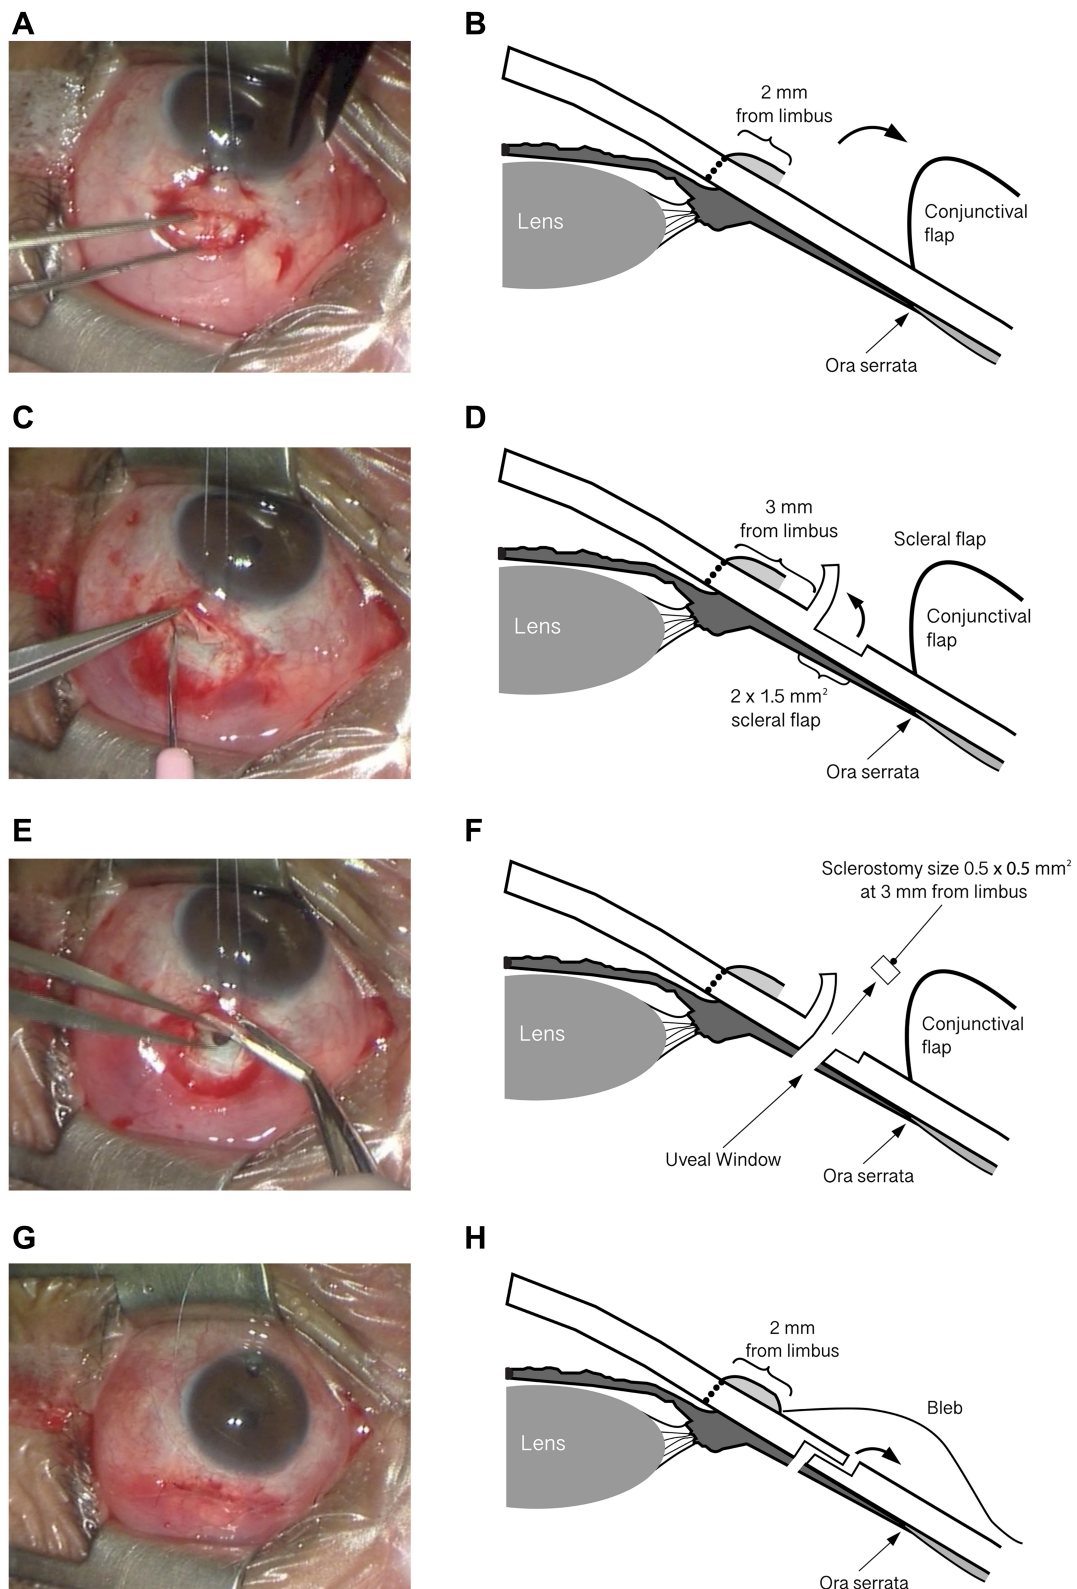 A
B
2 mm
from limbus
Lens
Conjunctival
flap
Ora serrata
C
D
3 mm
from limbus
Scleral flap
Lens
Conjunctival
flap
2 x 1.5 mm²
scleral flap
Ora serrata
E
F
Sclerostomy size 0.5 x 0.5 mm²
at 3 mm from limbus
Lens
Conjunctival
flap
Uveal Window
Ora serrata
G
H
2 mm
from limbus
Bleb
Lens
Ora serrata